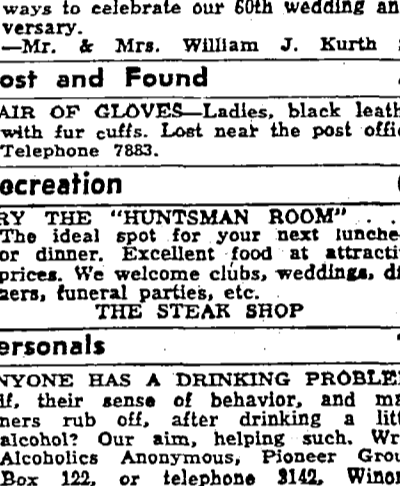 ways to celebrate our 60th wedding an
versary.
—Mr. & Mrs. William J. Kurth
ost and Found
AIR OF GLOVES—Ladies, black leath
with fur cuffs. Lost near the post offi
Telephone 7883.
ecreation
RY THE "HUNTSMAN ROOM" . .
The ideal spot for your next lunche
or dinner. Excellent food at attracti
prices. We welcome clubs, weddings, di
ners, funeral parties, etc.
THE STEAK SHOP
ersonals
NYONE HAS A DRINKING PROBLE
if, their sense of behavior, and ma
ners rub off, after drinking a litt
alcohol? Our aim, helping such. Wr
Alcoholics Anonymous, Pioneer Grou
Box 122, or telephone 3142, Winon